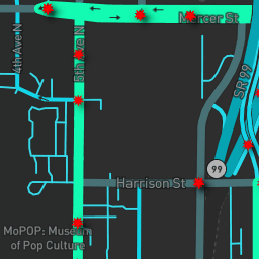 Mercer St
4th Ave N
5th Ave N
SR 99
99
Harrison St
MoPOP: Museum
of Pop Culture